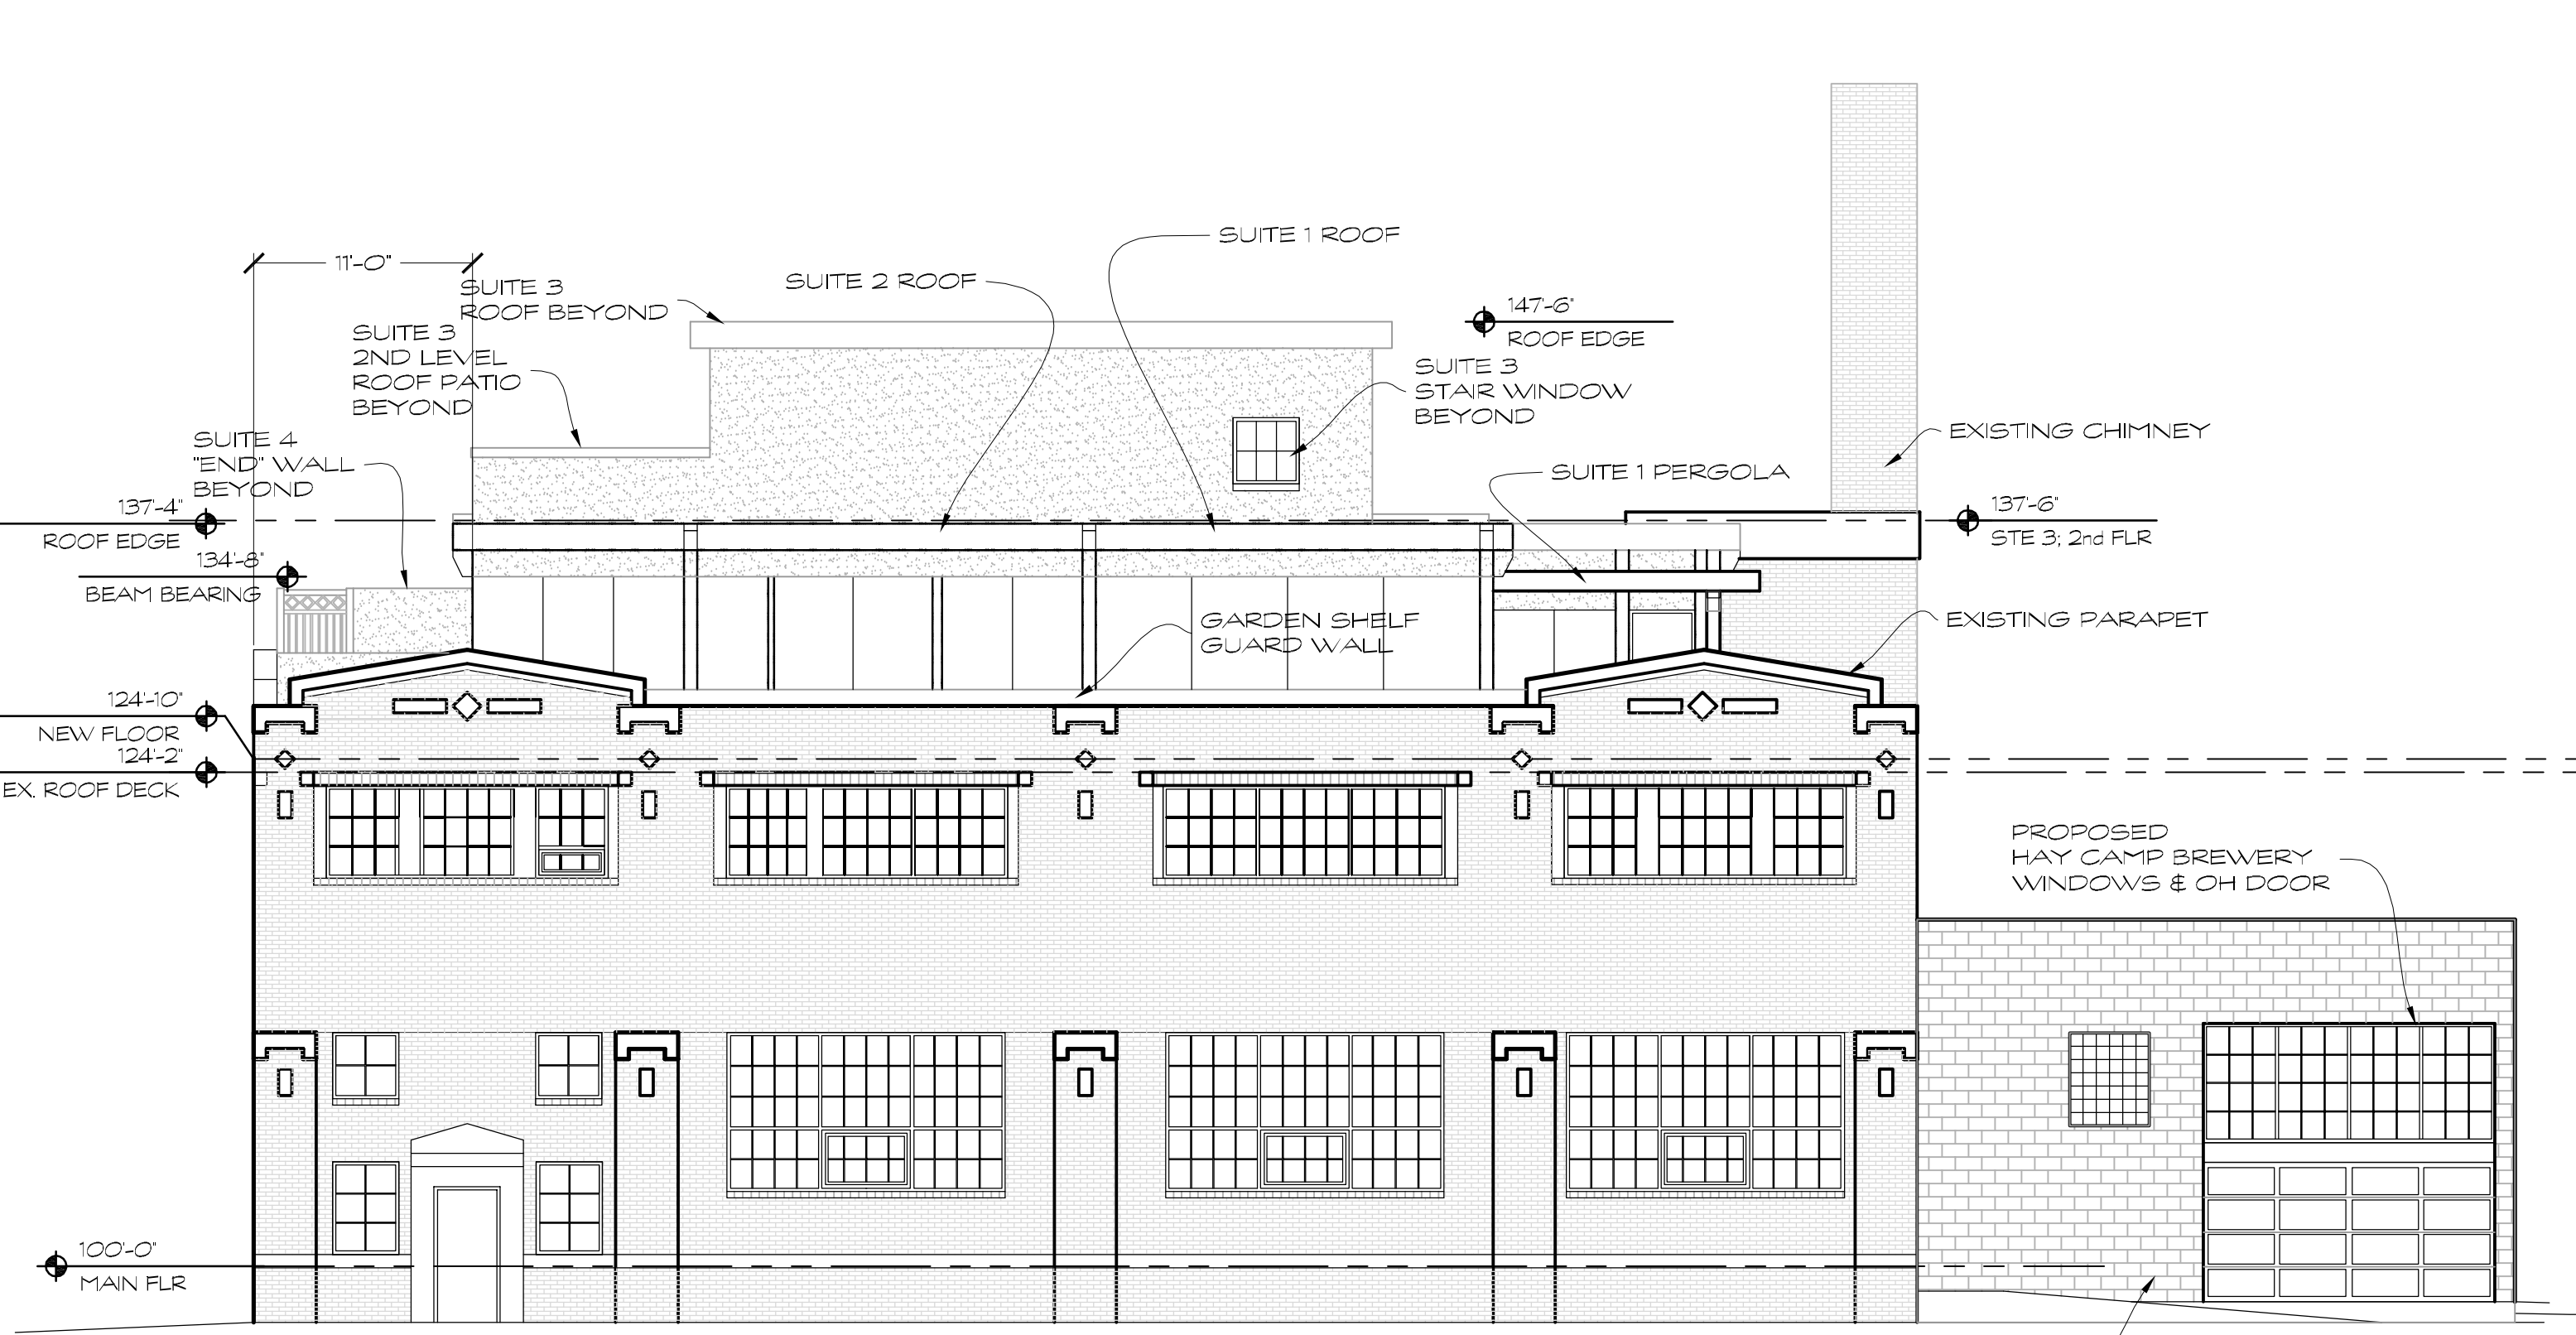 SUITE 1 ROOF
11'-0"
SUITE 2 ROOF
SUITE 3
ROOF BEYOND
147'-6"
ROOF EDGE
SUITE 3
2ND LEVEL
ROOF PATIO
BEYOND
SUITE 3
STAIR WINDOW
BEYOND
EXISTING CHIMNEY
SUITE 4
"END" WALL
BEYOND
SUITE 1 PERGOLA
137'-4"
ROOF EDGE
137'-6"
STE 3; 2nd FLR
134'-8"
BEAM BEARING
GARDEN SHELF
GUARD WALL
EXISTING PARAPET
124'-10"
NEW FLOOR
124'-2"
EX. ROOF DECK
PROPOSED
HAY CAMP BREWERY
WINDOWS & OH DOOR
100'-0"
MAIN FLR